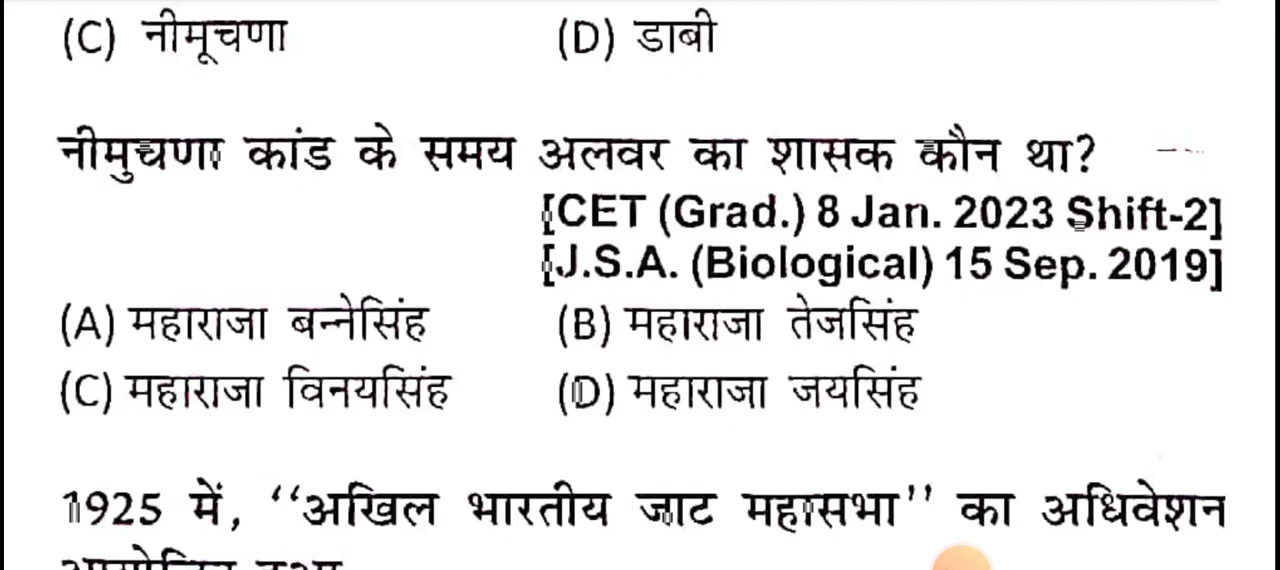 (C) नीमूचणा (D) डाबी
नीमुचणा कांड के समय अलवर का शासक कौन था?
[CET (Grad.) 8 Jan. 2023 Shift-2]
[J.S.A. (Biological) 15 Sep. 2019]
(A) महाराजा बन्नेसिंह (B) महाराजा तेजसिंह
(C) महाराजा विनयसिंह (D) महाराजा जयसिंह
1925 में, ‘‘अखिल भारतीय जाट महासभा’’ का अधिवेशन